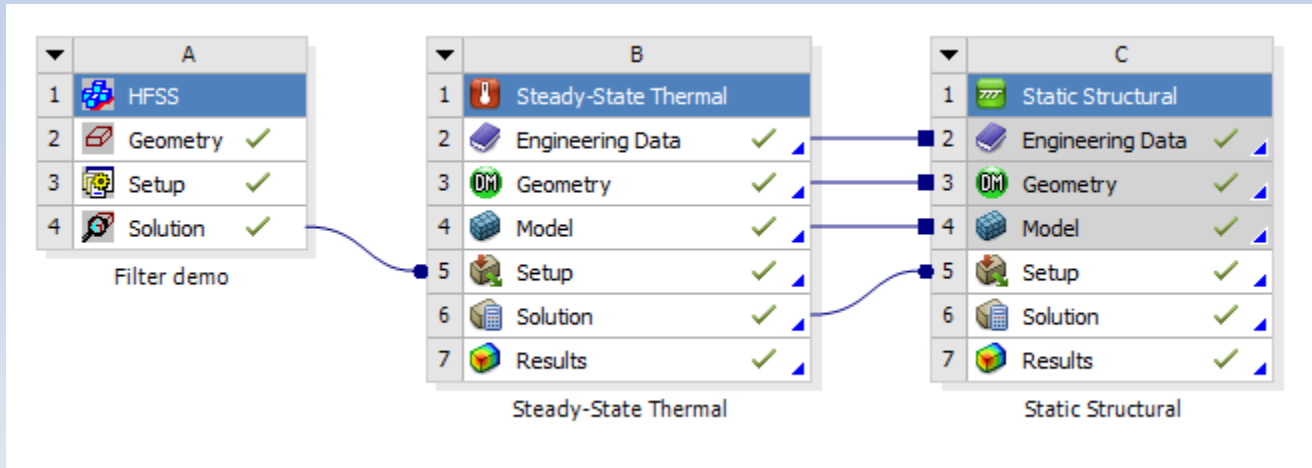 A
1 HFSS
2 Geometry
3 Setup
4 Solution
Filter demo
B
1 Steady-State Thermal
2 Engineering Data
3 DM Geometry
4 Model
5 Setup
6 Solution
7 Results
Steady-State Thermal
C
1 Static Structural
2 Engineering Data
3 DM Geometry
4 Model
5 Setup
6 Solution
7 Results
Static Structural